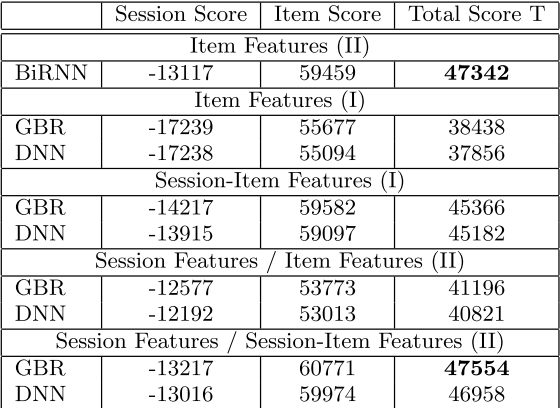 Session Score Item Score Total Score T
Item Features (II)
BiRNN -13117 59459 47342
Item Features (I)
GBR -17239 55677 38438
DNN -17238 55094 37856
Session-Item Features (I)
GBR -14217 59582 45366
DNN -13915 59097 45182
Session Features / Item Features (II)
GBR -12577 53773 41196
DNN -12192 53013 40821
Session Features / Session-Item Features (II)
GBR -13217 60771 47554
DNN -13016 59974 46958